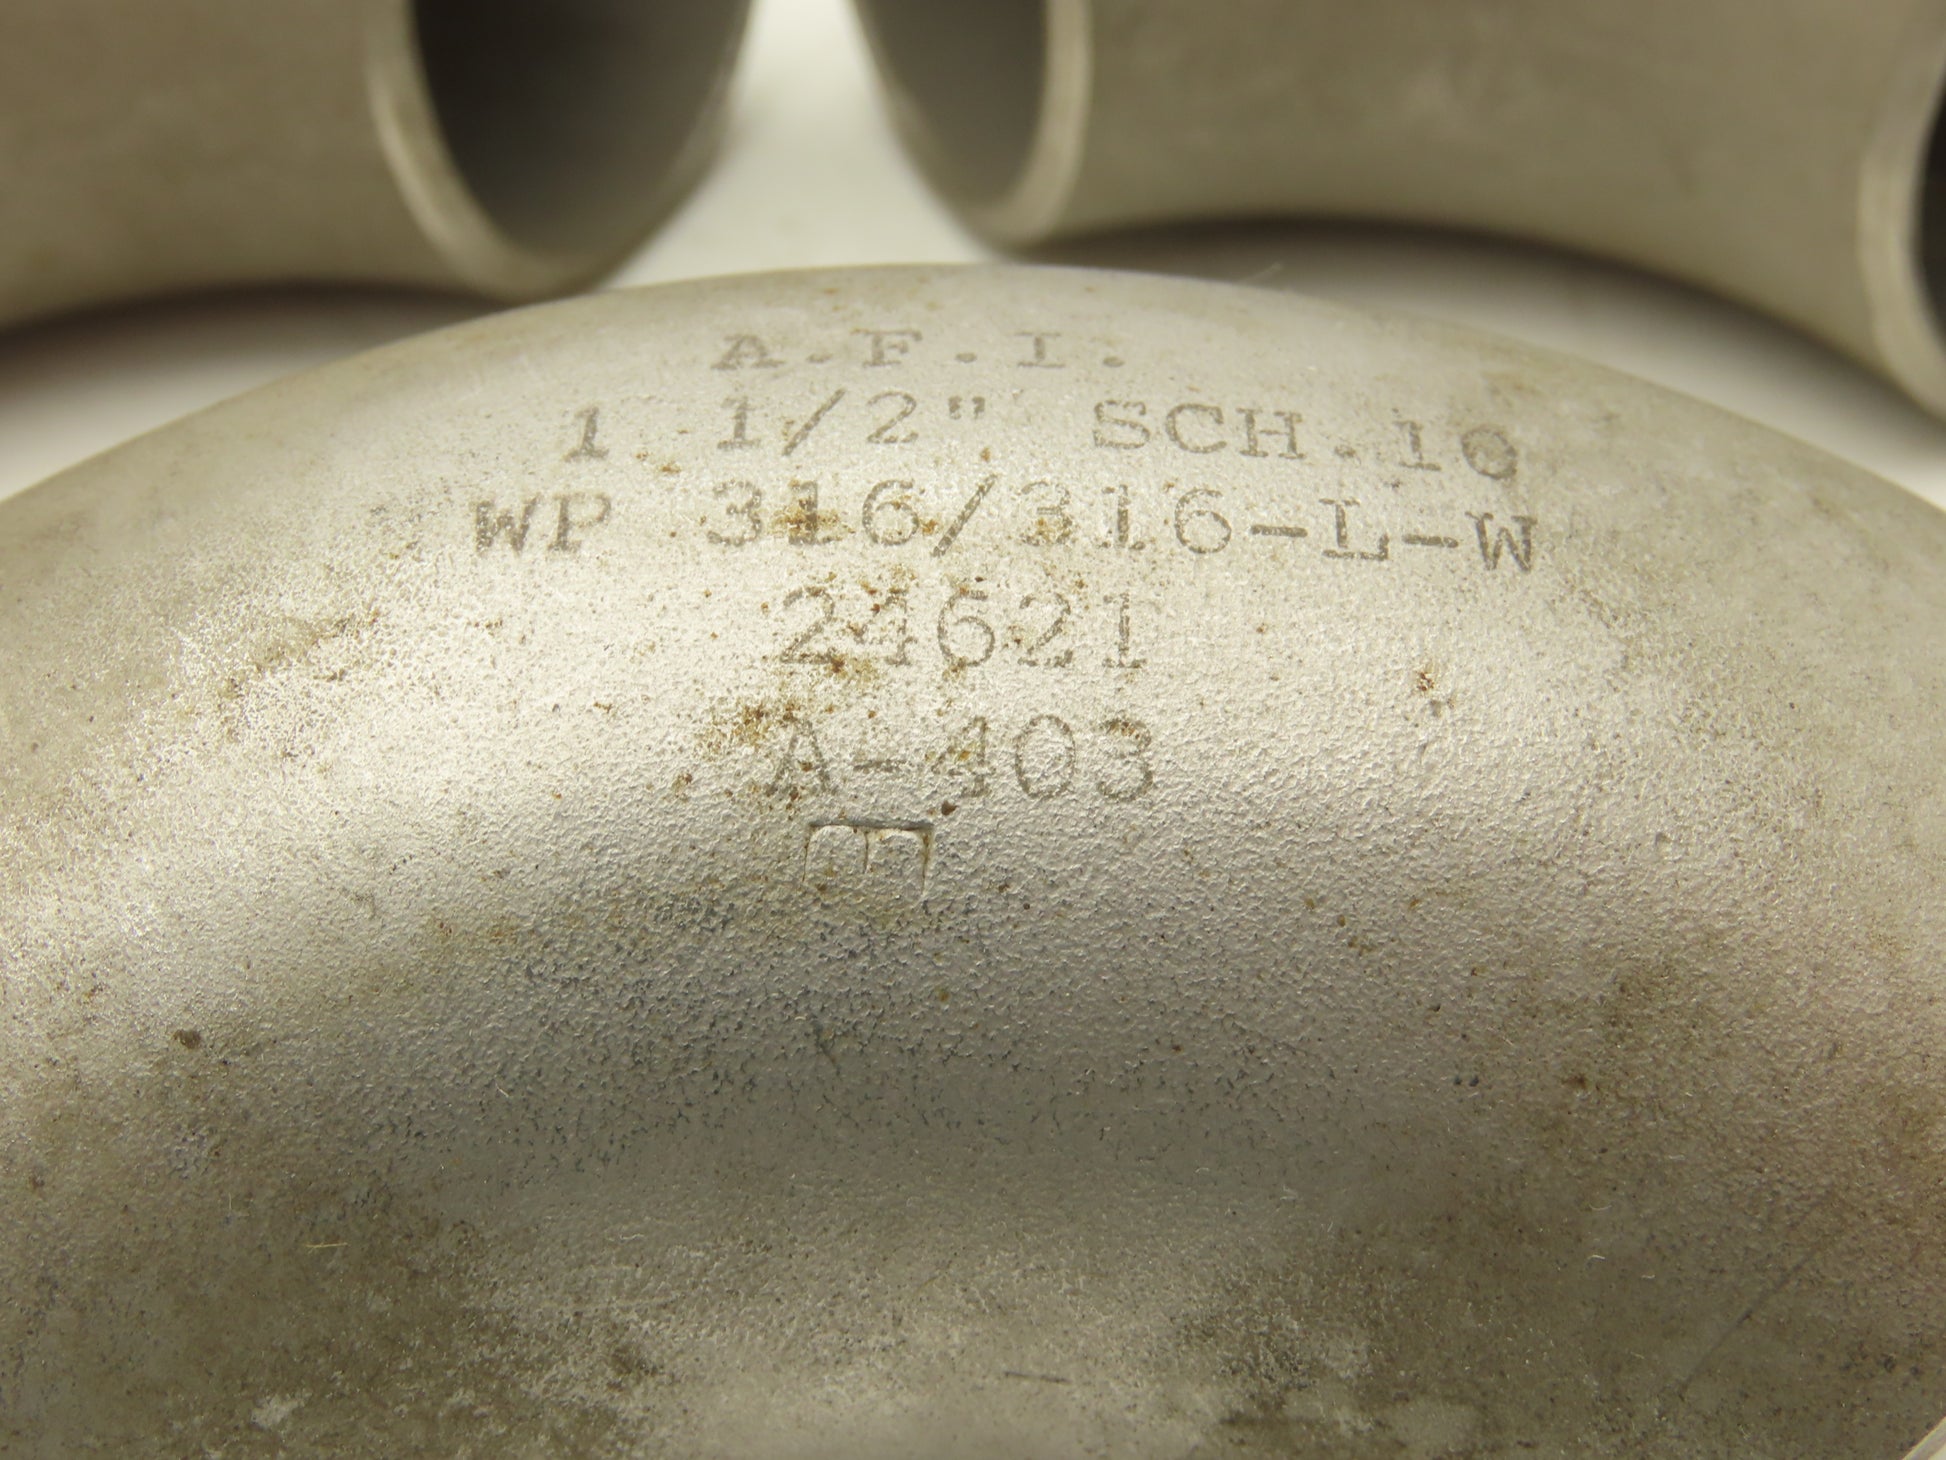 A.F.I.
1 1/2" SCH.10
WP 316/316-L-W
24621
A-403